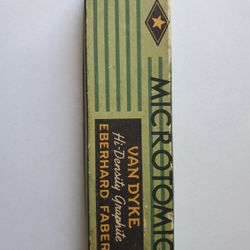 MICROTOMIC
VAN DYKE
Hi-Density Graphite
EBERHARD FABER